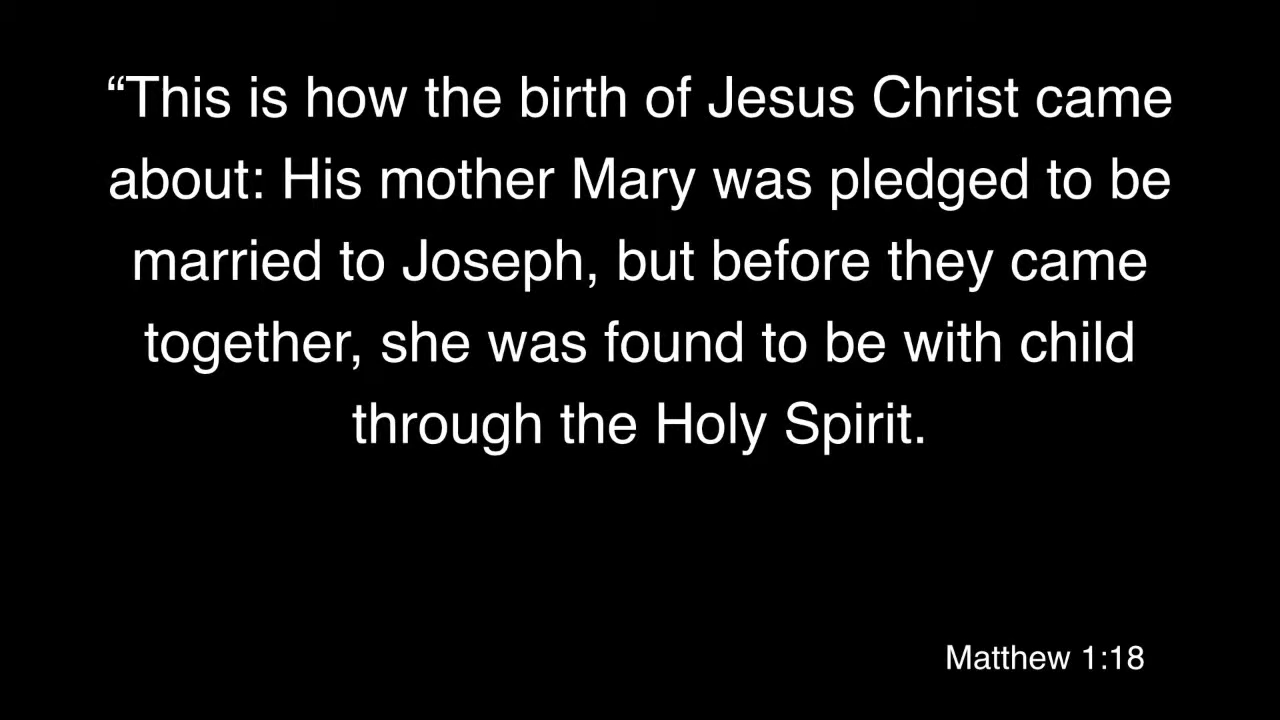 “This is how the birth of Jesus Christ came
about: His mother Mary was pledged to be
married to Joseph, but before they came
together, she was found to be with child
through the Holy Spirit.
Matthew 1:18